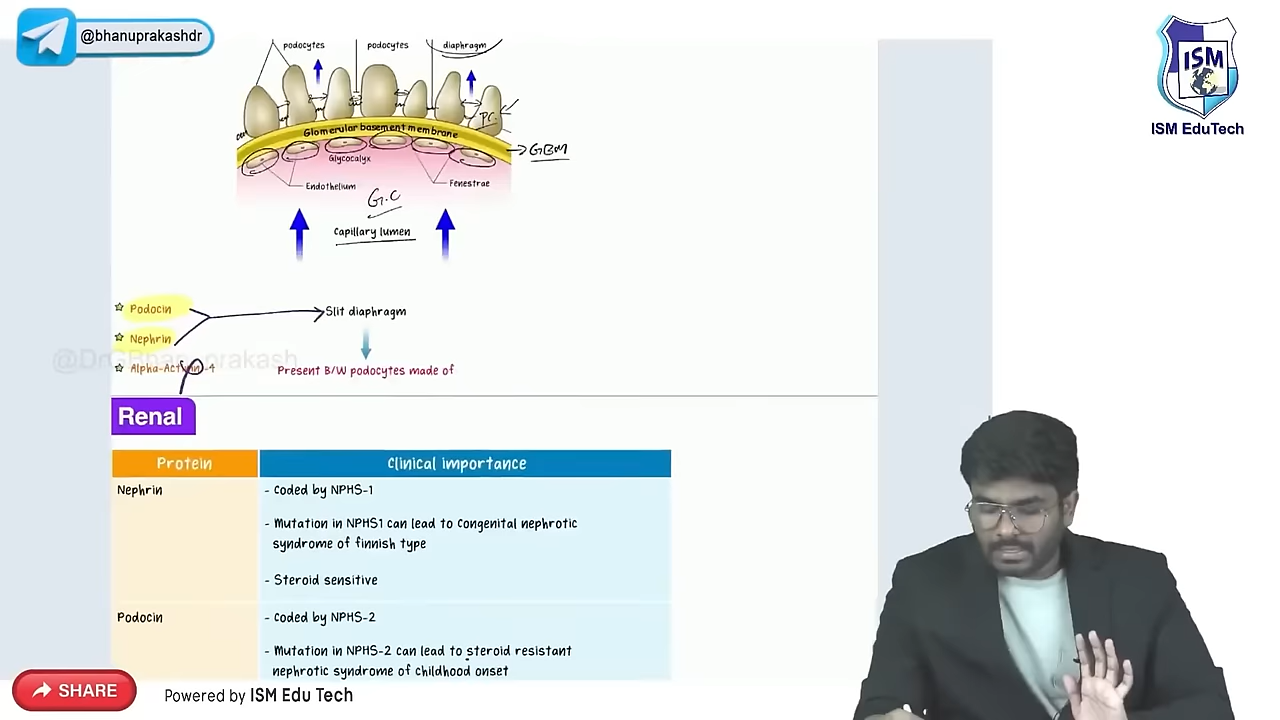 @bhanuprakashdr
podocytes podocytes diaphragm
P.C.
Glomerular basement membrane
GBM
Glycocalyx
Endothelium
Fenestrae
G.C
Capillary lumen
Podocin
Slit diaphragm
Nephrin
Present B/W podocytes made of
Renal
Protein
Clinical importance
Nephrin
- Coded by NPHS-1
- Mutation in NPHS1 can lead to Congenital nephrotic
syndrome of finnish type
- Steroid sensitive
Podocin
- Coded by NPHS-2
- Mutation in NPHS-2 can lead to steroid resistant
nephrotic syndrome of childhood onset
SHARE
Powered by ISM Edu Tech
ISM
ISM EduTech